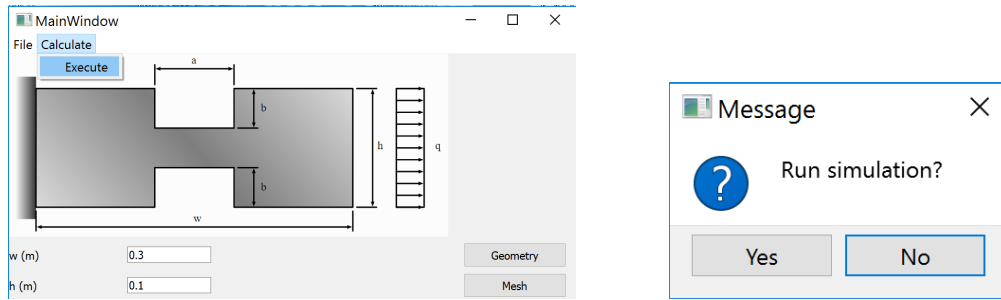 MainWindow
File Calculate
Execute
a
b
h
q
b
w
w (m) 0.3 Geometry
h (m) 0.1 Mesh
Message
Run simulation?
Yes No